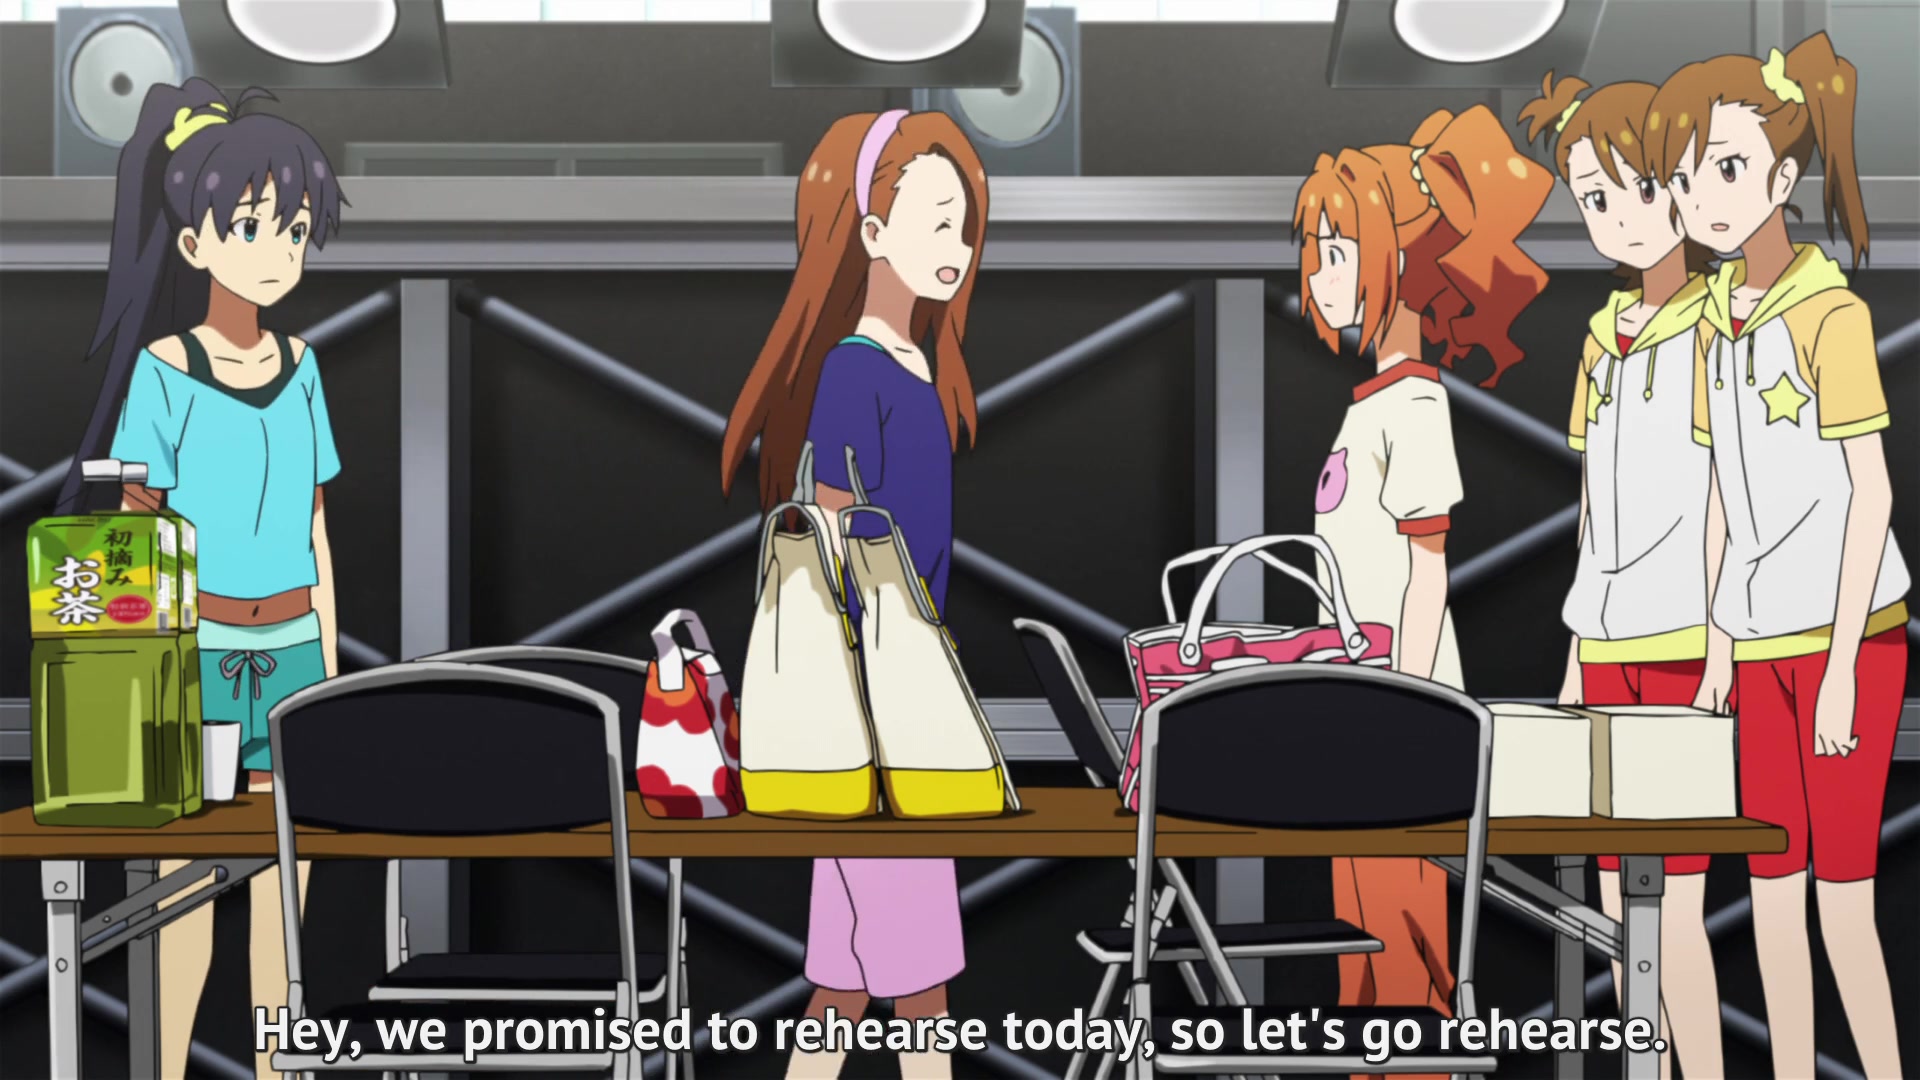 初摘み
お茶
Hey, we promised to rehearse today, so let's go rehearse.